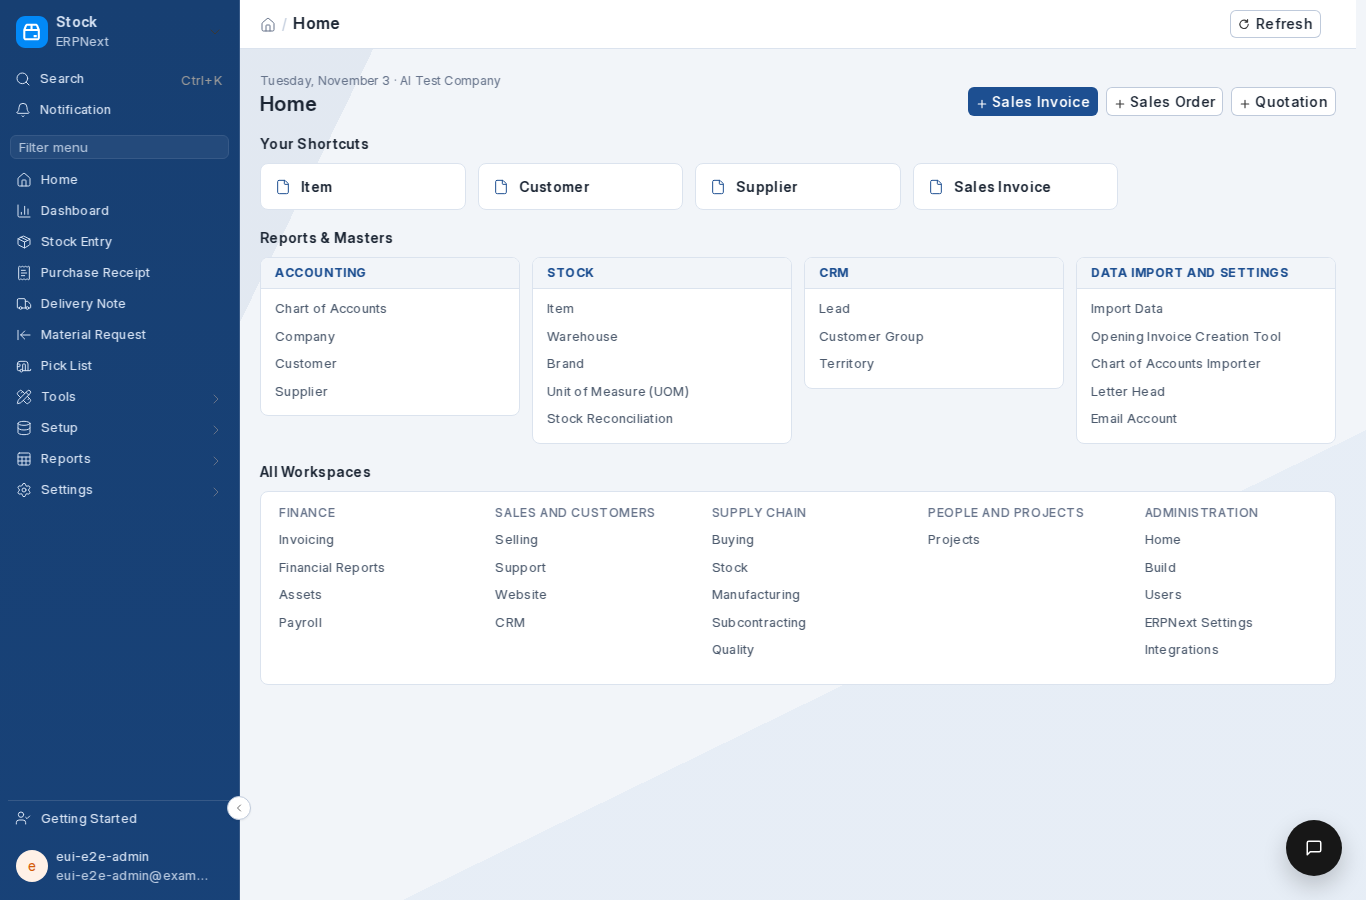 Stock
ERPNext
Search Ctrl+K
Notification
Filter menu
Home
Dashboard
Stock Entry
Purchase Receipt
Delivery Note
Material Request
Pick List
Tools
Setup
Reports
Settings
Getting Started
e
eui-e2e-admin
eui-e2e-admin@exam...
/ Home
Refresh
Tuesday, November 3 · AI Test Company
Home
+ Sales Invoice
+ Sales Order
+ Quotation
Your Shortcuts
Item
Customer
Supplier
Sales Invoice
Reports & Masters
ACCOUNTING
Chart of Accounts
Company
Customer
Supplier
STOCK
Item
Warehouse
Brand
Unit of Measure (UOM)
Stock Reconciliation
CRM
Lead
Customer Group
Territory
DATA IMPORT AND SETTINGS
Import Data
Opening Invoice Creation Tool
Chart of Accounts Importer
Letter Head
Email Account
All Workspaces
FINANCE
Invoicing
Financial Reports
Assets
Payroll
SALES AND CUSTOMERS
Selling
Support
Website
CRM
SUPPLY CHAIN
Buying
Stock
Manufacturing
Subcontracting
Quality
PEOPLE AND PROJECTS
Projects
ADMINISTRATION
Home
Build
Users
ERPNext Settings
Integrations